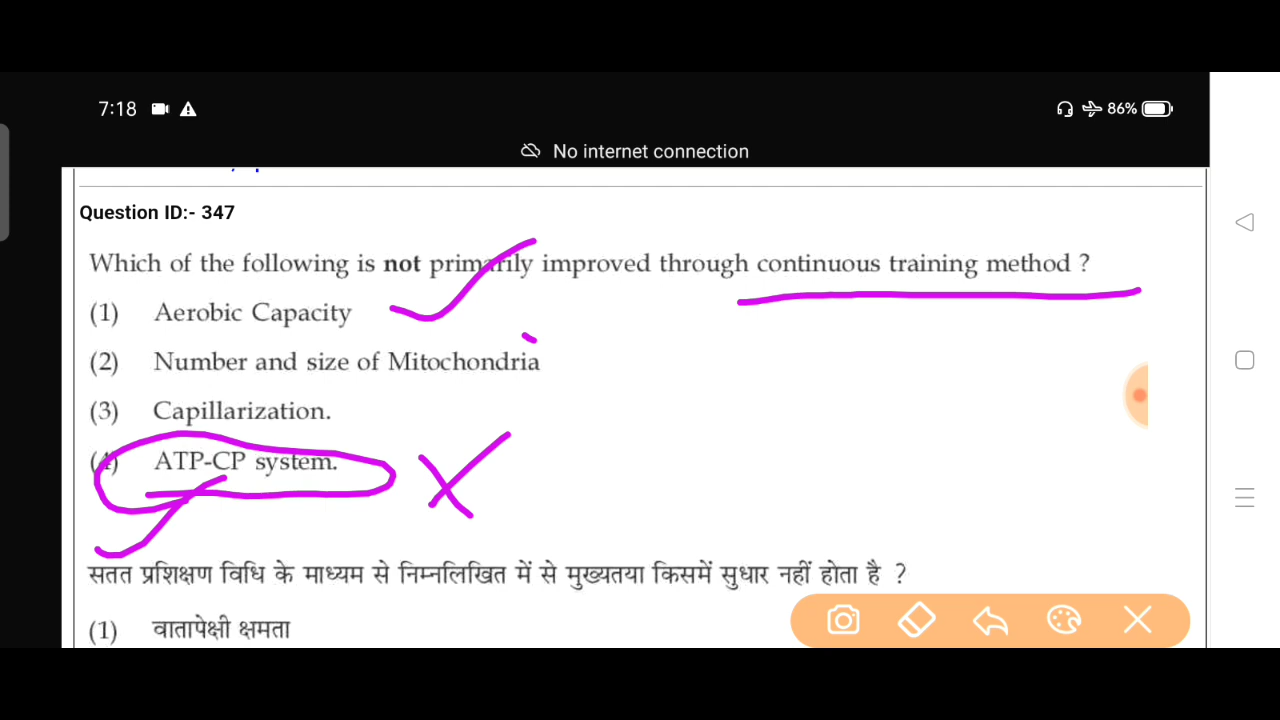 7:18
86%
No internet connection
Question ID:- 347
Which of the following is not primarily improved through continuous training method ?
(1) Aerobic Capacity
(2) Number and size of Mitochondria
(3) Capillarization.
(4) ATP-CP system.
सतत प्रशिक्षण विधि के माध्यम से निम्नलिखित में से मुख्यतया किसमें सुधार नहीं होता है ?
(1) वातापेक्षी क्षमता